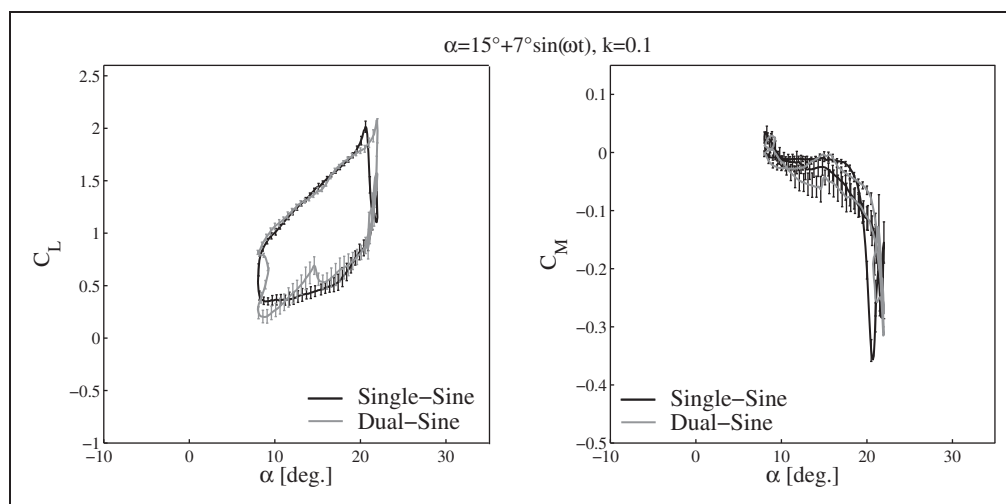 α=15°+7°sin(ωt), k=0.1
2.5
2
1.5
1
0.5
0
−0.5
−1
C_L
−10
0
10
20
30
α [deg.]
Single−Sine
Dual−Sine
0.1
0
−0.1
−0.2
−0.3
−0.4
−0.5
C_M
−10
0
10
20
30
α [deg.]
Single−Sine
Dual−Sine